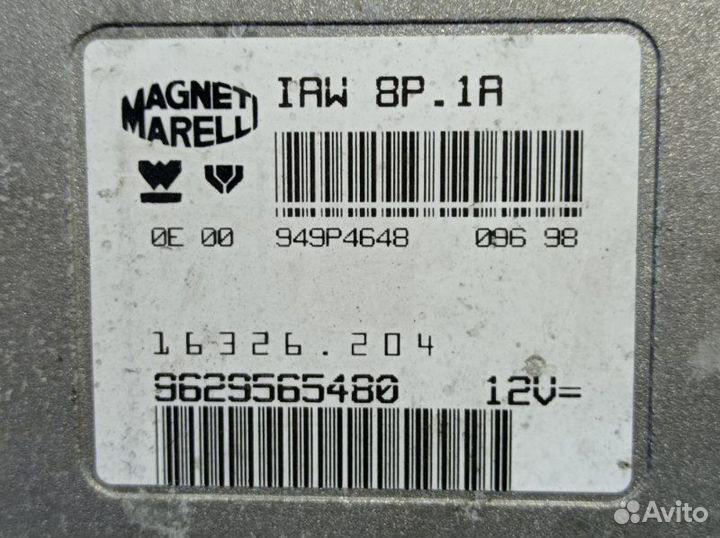 MAGNETI MARELLI
IAW 8P.1A
0E 00 949P4648 096 98
16326.204
9629565480 12V=
Avito